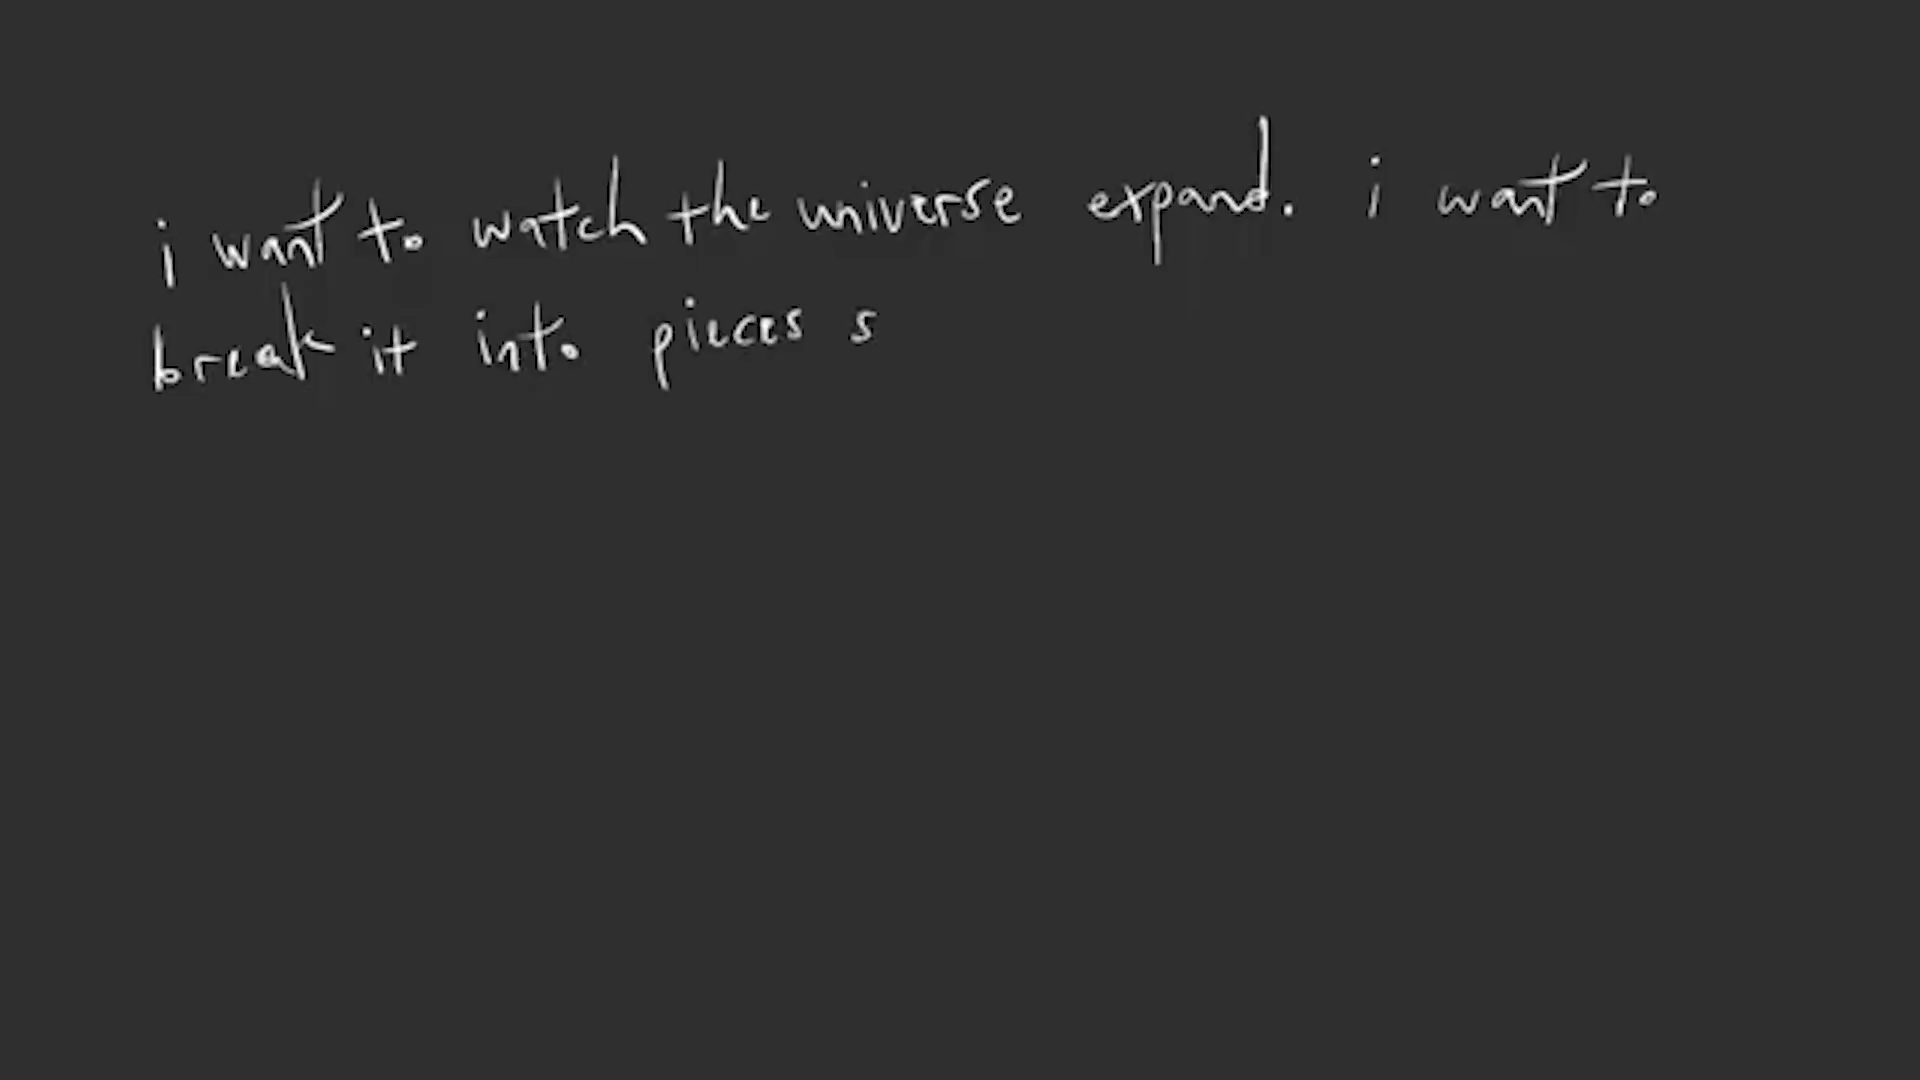 i want to watch the universe expand. i want to
break it into pieces s